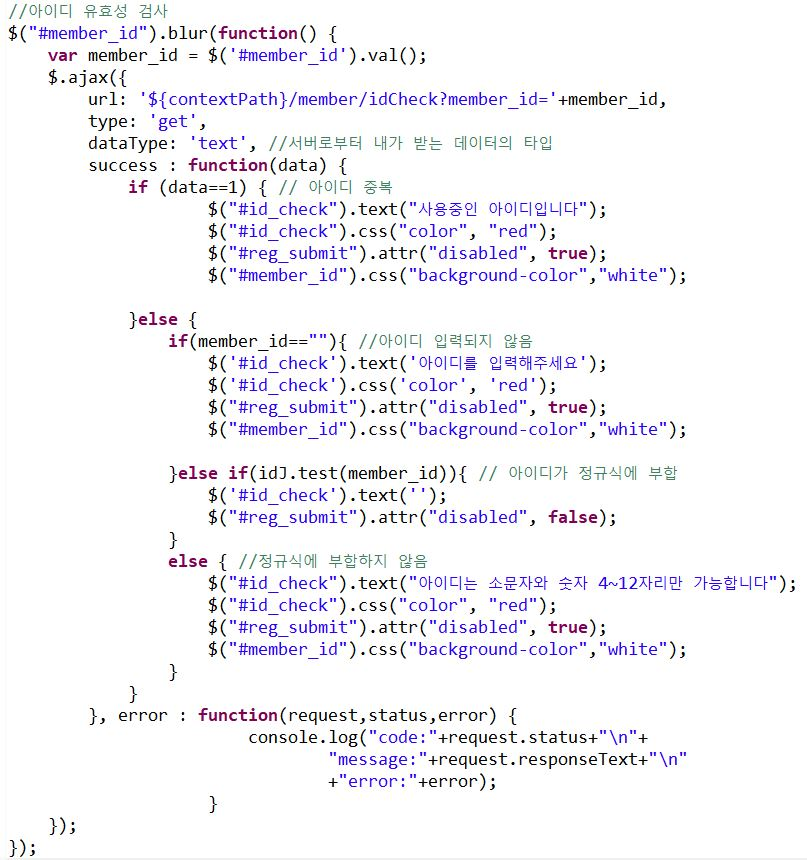 //아이디 유효성 검사
$("#member_id").blur(function() {
    var member_id = $('#member_id').val();
    $.ajax({
        url: '${contextPath}/member/idCheck?member_id='+member_id,
        type: 'get',
        dataType: 'text', //서버로부터 내가 받는 데이터의 타입
        success : function(data) {
            if (data==1) { // 아이디 중복
                    $("#id_check").text("사용중인 아이디입니다");
                    $("#id_check").css("color", "red");
                    $("#reg_submit").attr("disabled", true);
                    $("#member_id").css("background-color","white");

            }else {
                if(member_id==""){ //아이디 입력되지 않음
                    $('#id_check').text('아이디를 입력해주세요');
                    $('#id_check').css('color', 'red');
                    $("#reg_submit").attr("disabled", true);
                    $("#member_id").css("background-color","white");

                }else if(idJ.test(member_id)){ // 아이디가 정규식에 부합
                    $('#id_check').text('');
                    $("#reg_submit").attr("disabled", false);
                }
                else { //정규식에 부합하지 않음
                    $("#id_check").text("아이디는 소문자와 숫자 4~12자리만 가능합니다");
                    $("#id_check").css("color", "red");
                    $("#reg_submit").attr("disabled", true);
                    $("#member_id").css("background-color","white");
                }
            }
        }, error : function(request,status,error) {
                        console.log("code:"+request.status+"\n"+
                                "message:"+request.responseText+"\n"
                                +"error:"+error);
                    }
    });
});